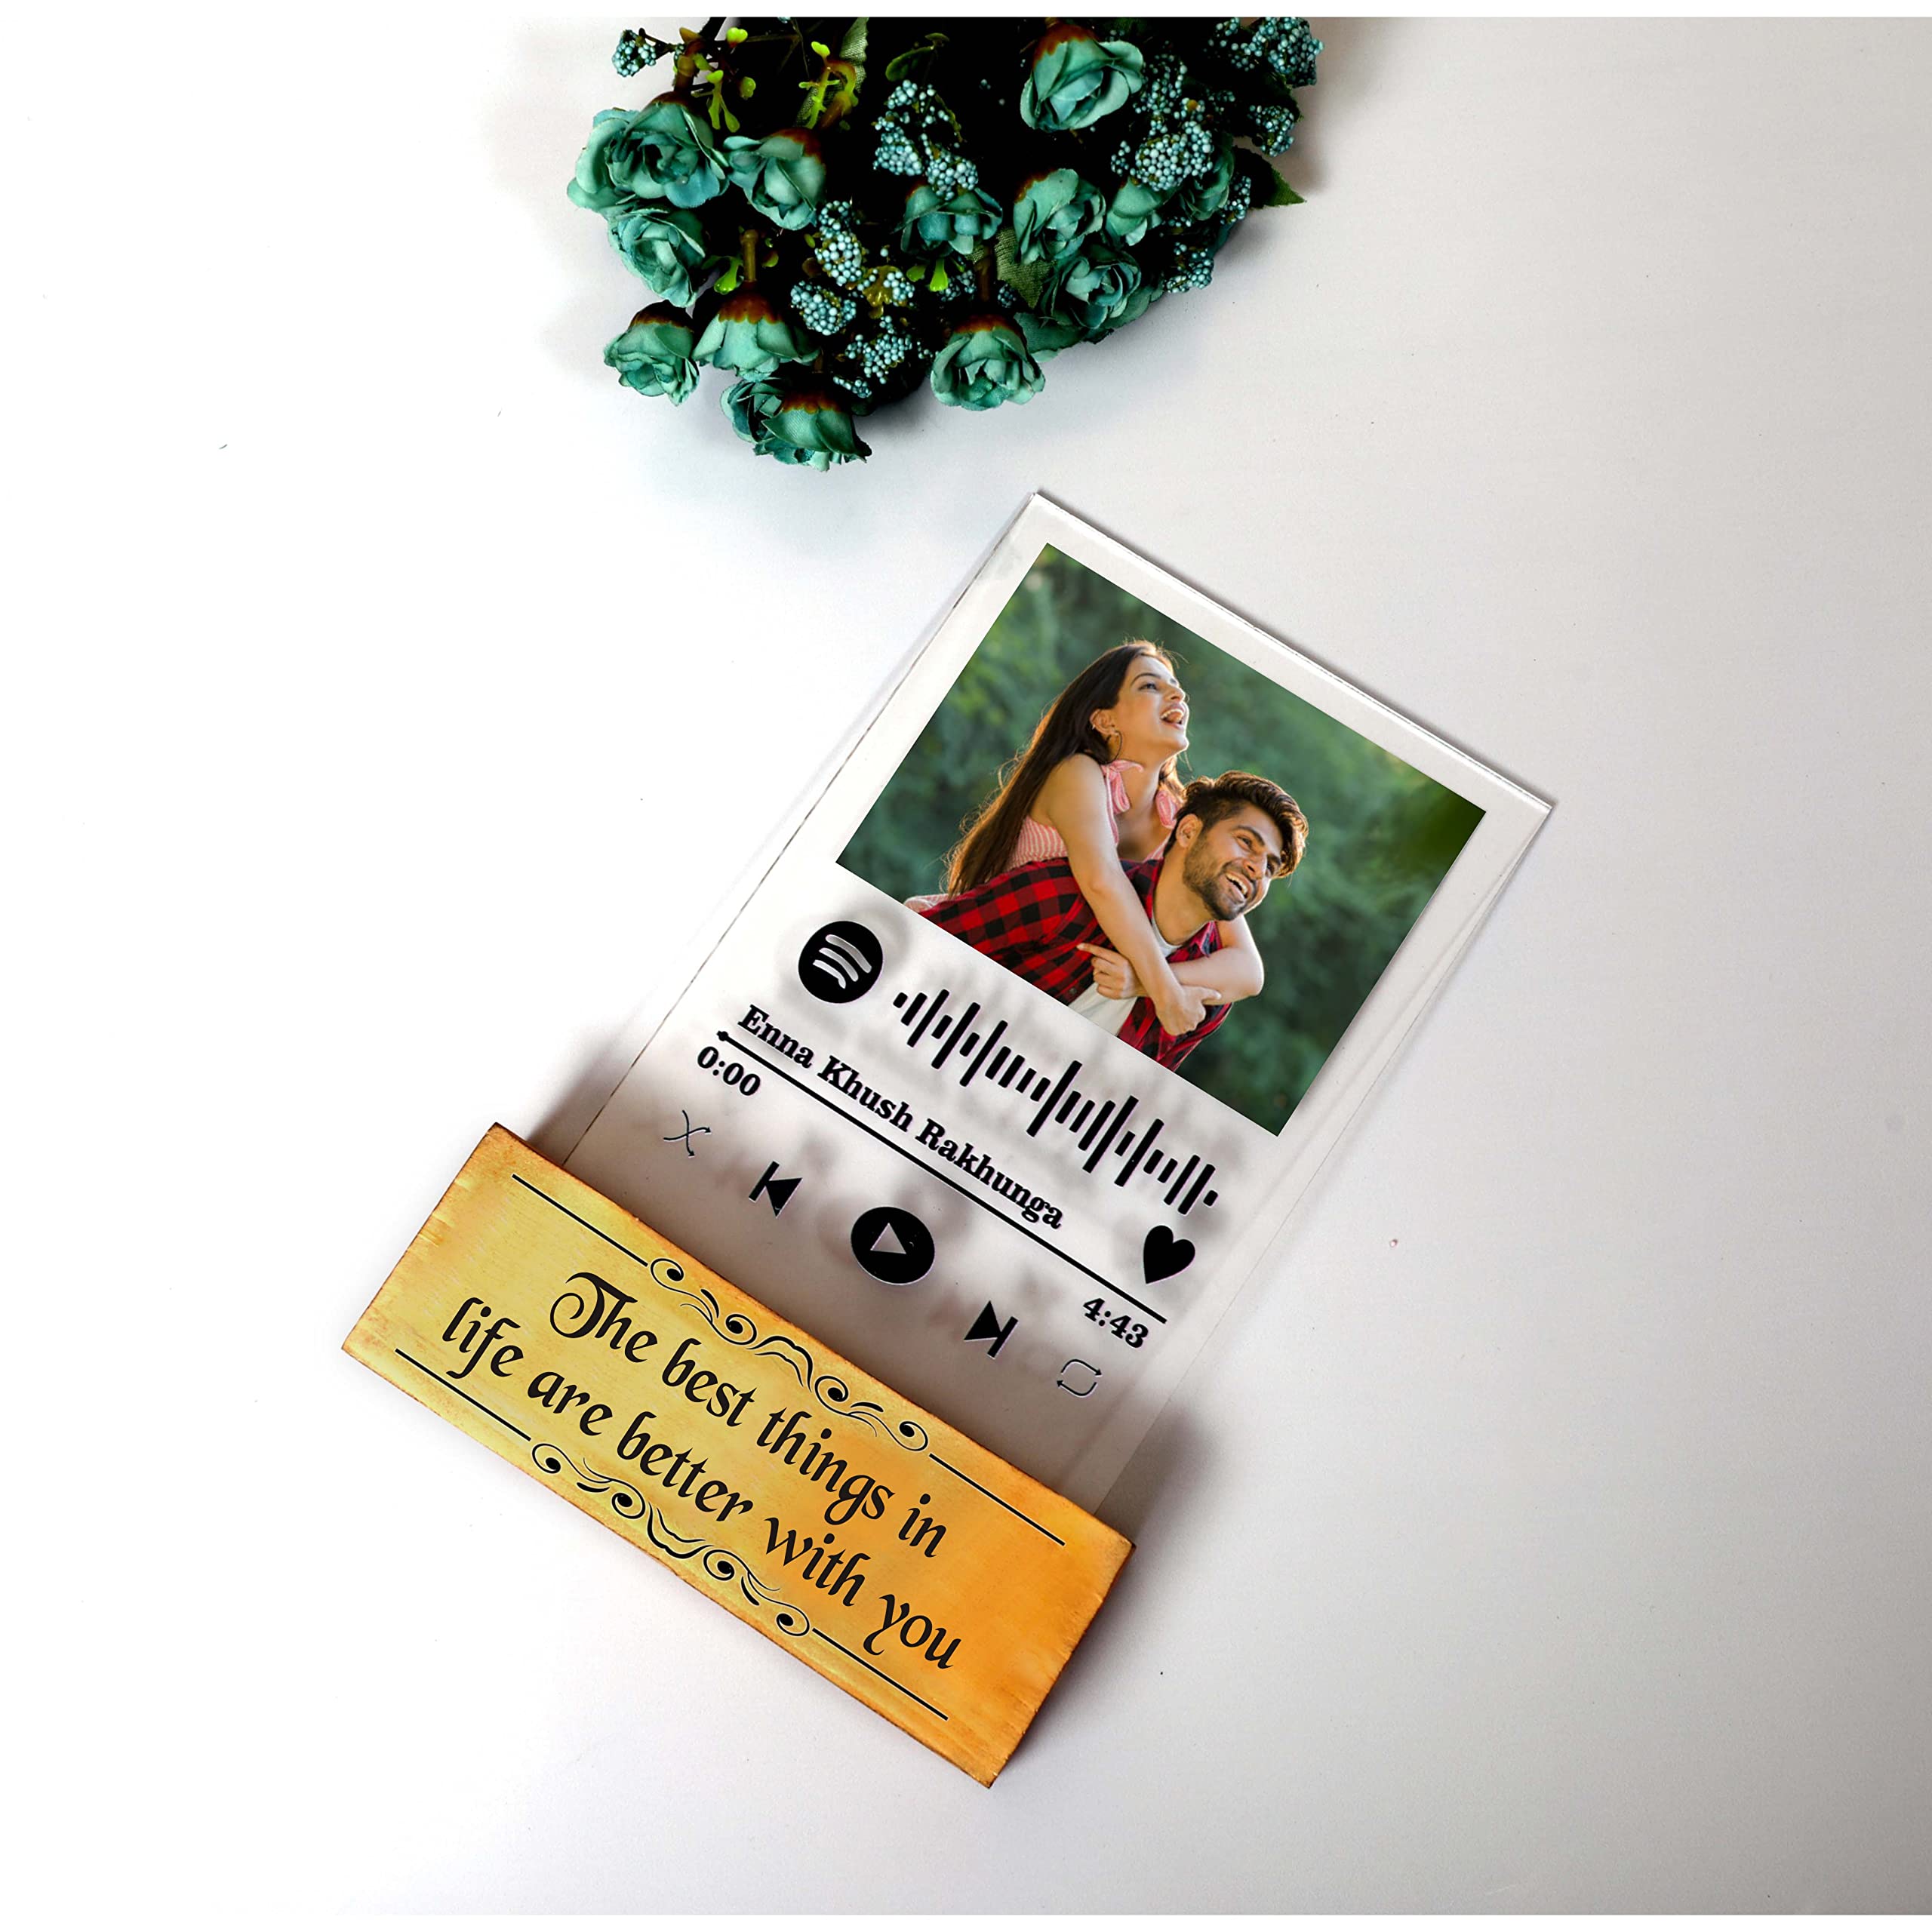 Enna Khush Rakhunga
0:00
4:43
The best things in
life are better with you